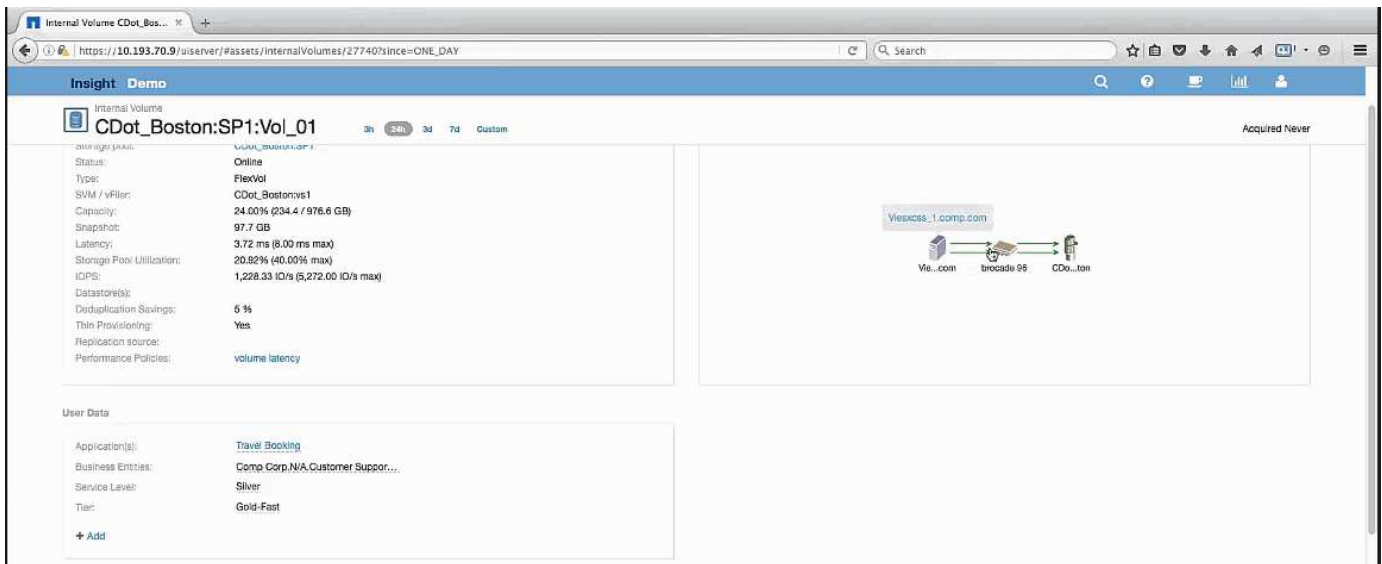 Internal Volume CDot_Bos... × +
https://10.193.70.9/uiserver/#assets/internalVolumes/27740?since=ONE_DAY Search
Insight Demo
Internal Volume
CDot_Boston:SP1:Vol_01 3h 24h 3d 7d Custom Acquired Never
Storage pool: CDot_Boston:SP1
Status: Online
Type: FlexVol
SVM / vFiler: CDot_Boston:vs1
Capacity: 24.00% (234.4 / 976.6 GB)
Snapshot: 97.7 GB
Latency: 3.72 ms (8.00 ms max)
Storage Pool Utilization: 20.92% (40.00% max)
IOPS: 1,228.33 IO/s (5,272.00 IO/s max)
Datastore(s):
Deduplication Savings: 5 %
Thin Provisioning: Yes
Replication source:
Performance Policies: volume latency
Viesxcss_1.comp.com
Vie...com brocade 95 CDo...ton
User Data
Application(s): Travel Booking
Business Entities: Comp Corp.N/A.Customer Suppor...
Service Level: Silver
Tier: Gold-Fast
+ Add